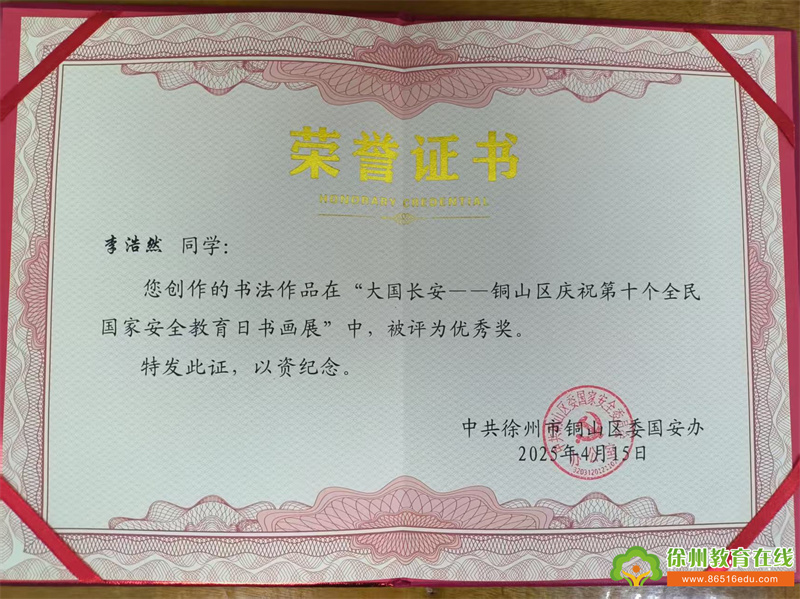 荣誉证书
李浩然 同学：
您创作的书法作品在“大国长安——铜山区庆祝第十个全民
国家安全教育日书画展”中，被评为优秀奖。
特发此证，以资纪念。
中共徐州市铜山区委国安办
2025年4月15日
徐州教育在线
www.86516edu.com